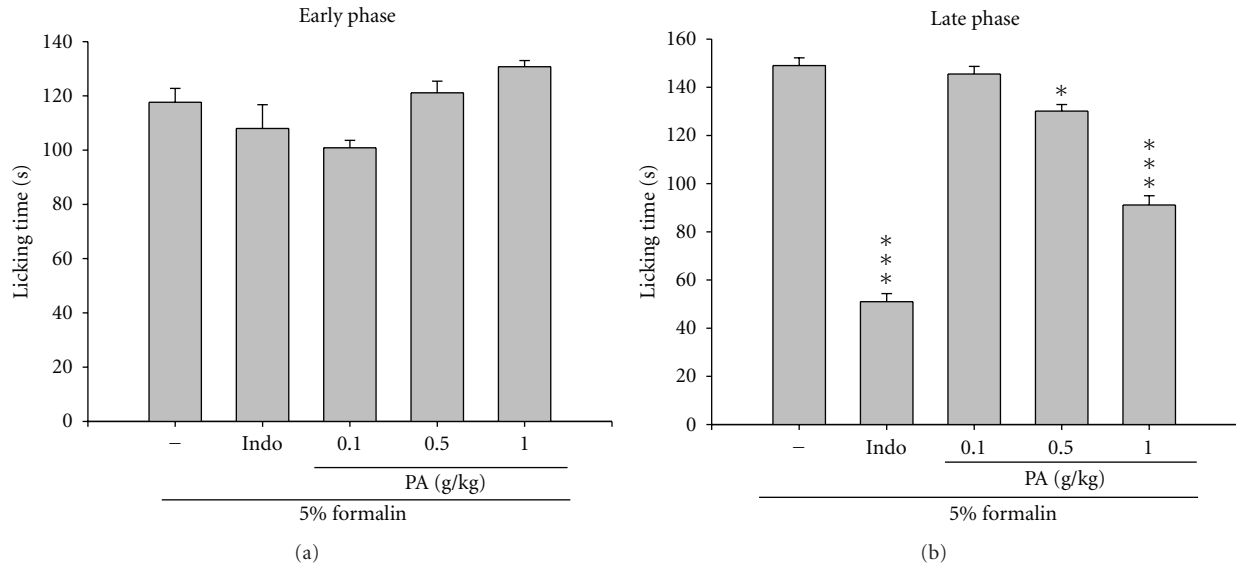 Early phase
Licking time (s)
140
120
100
80
60
40
20
0
− Indo 0.1 0.5 1
PA (g/kg)
5% formalin
(a)
Late phase
Licking time (s)
160
140
120
100
80
60
40
20
0
***
*
***
− Indo 0.1 0.5 1
PA (g/kg)
5% formalin
(b)